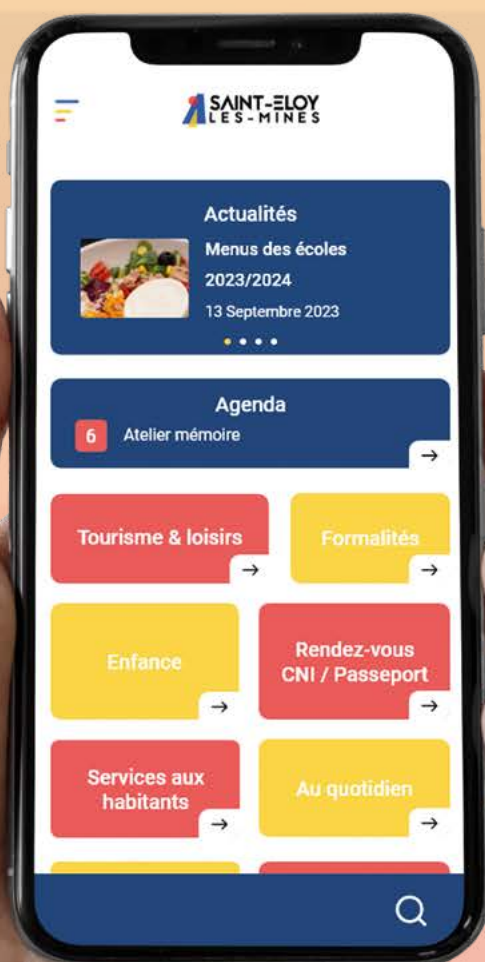 SAINT-ELOY
LES-MINES
Actualités
Menus des écoles
2023/2024
13 Septembre 2023
Agenda
6 Atelier mémoire
Tourisme & loisirs
Formalités
Enfance
Rendez-vous
CNI / Passeport
Services aux
habitants
Au quotidien